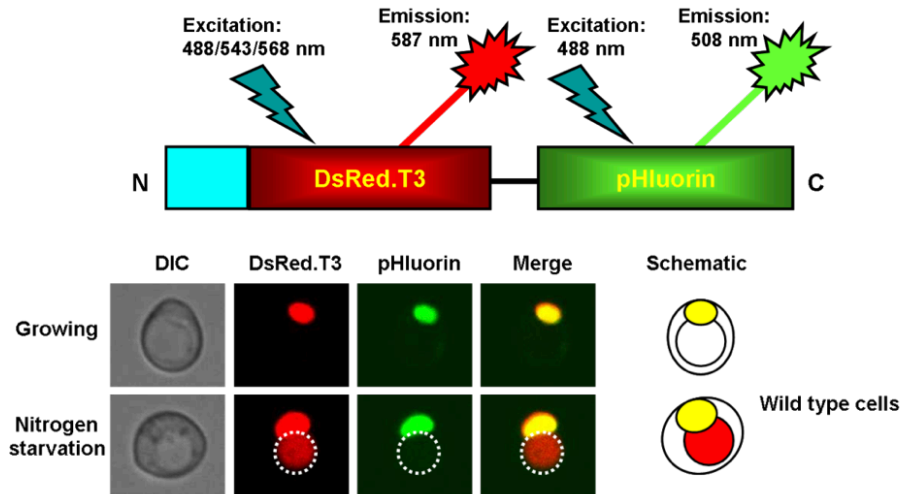 Excitation:
488/543/568 nm
Emission:
587 nm
Excitation:
488 nm
Emission:
508 nm
N
DsRed.T3
pHluorin
C
DIC
DsRed.T3
pHluorin
Merge
Schematic
Growing
Nitrogen
starvation
Wild type cells